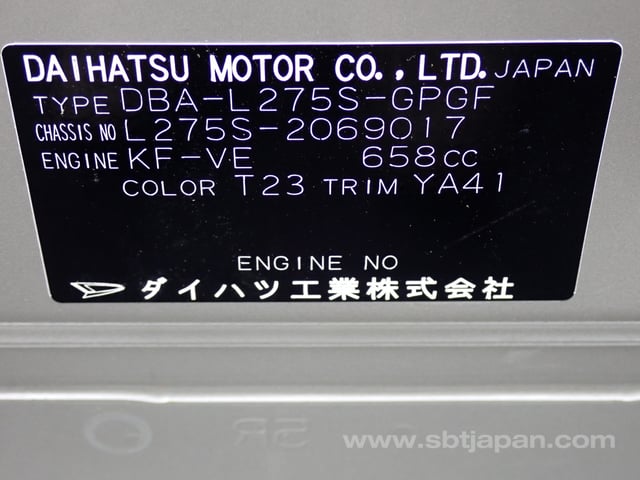 DAIHATSU MOTOR CO., LTD. JAPAN
TYPE DBA-L275S-GPGF
CHASSIS NO L275S-2069017
ENGINE KF-VE 658CC
COLOR T23 TRIM YA41
ENGINE NO
ダイハツ工業株式会社
www.sbtjapan.com